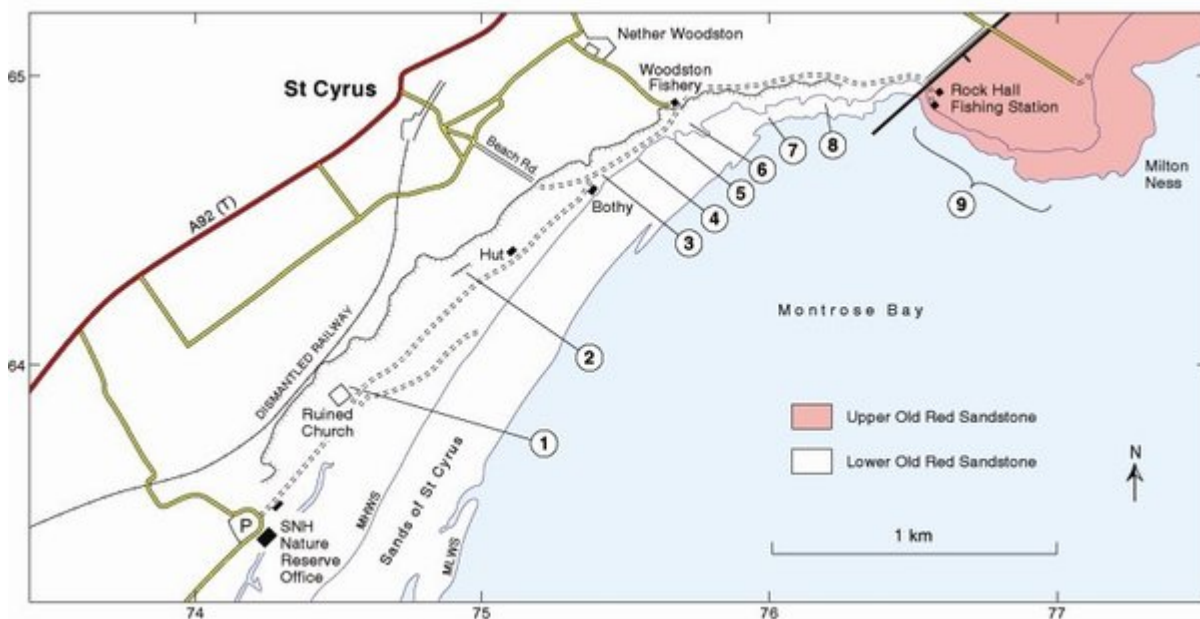 65
64
74
75
76
77
St Cyrus
A92 (T)
Nether Woodston
Woodston
Fishery
Beach Rd.
Rock Hall
Fishing Station
Milton
Ness
Bothy
Hut
DISMANTLED RAILWAY
Ruined
Church
P
SNH
Nature
Reserve
Office
MHWS
Sands of St Cyrus
MLWS
Montrose Bay
1
2
3
4
5
6
7
8
9
Upper Old Red Sandstone
Lower Old Red Sandstone
N
1 km